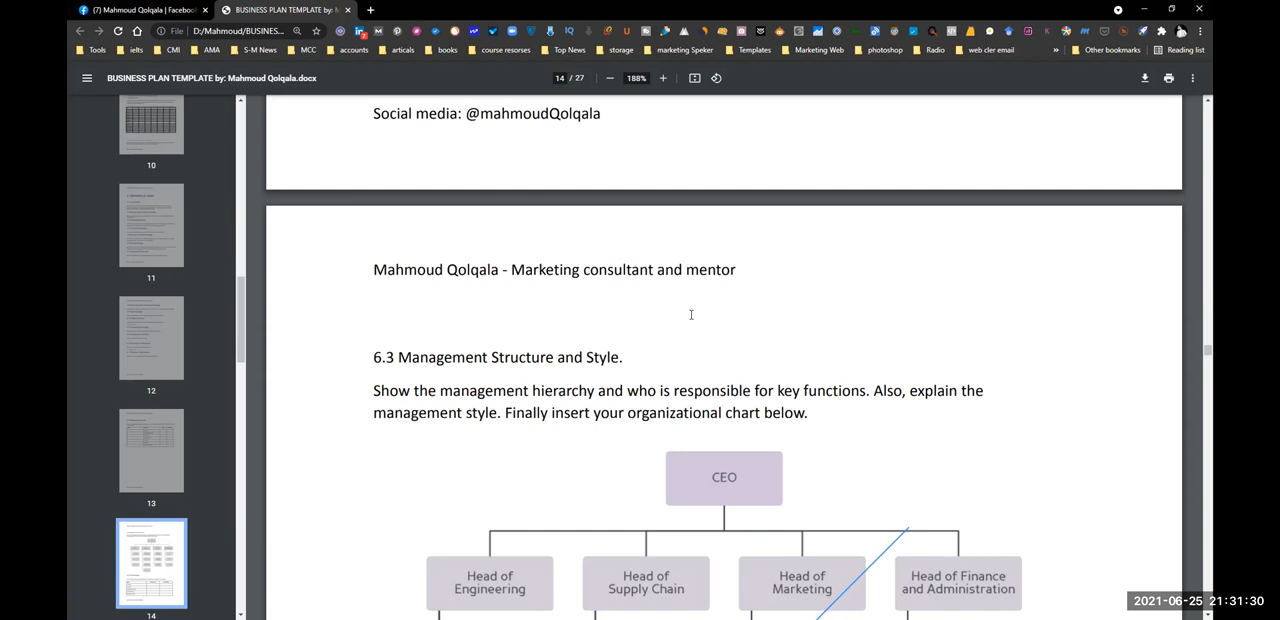 (7) Mahmoud Qolqala | Facebook
BUSINESS PLAN TEMPLATE by: M
File
D:/Mahmoud/BUSINES...
Tools
ielts
CMI
AMA
S-M News
MCC
accounts
articals
books
course resorses
Top News
storage
marketing Speker
Templates
Marketing Web
photoshop
Radio
web cler email
»
Other bookmarks
Reading list
BUSINESS PLAN TEMPLATE by: Mahmoud Qolqala.docx
14 / 27
188%
10
11
12
13
14
Social media: @mahmoudQolqala
Mahmoud Qolqala - Marketing consultant and mentor
6.3 Management Structure and Style.
Show the management hierarchy and who is responsible for key functions. Also, explain the
management style. Finally insert your organizational chart below.
CEO
Head of
Engineering
Head of
Supply Chain
Head of
Marketing
Head of Finance
and Administration
2021-06-25 21:31:30